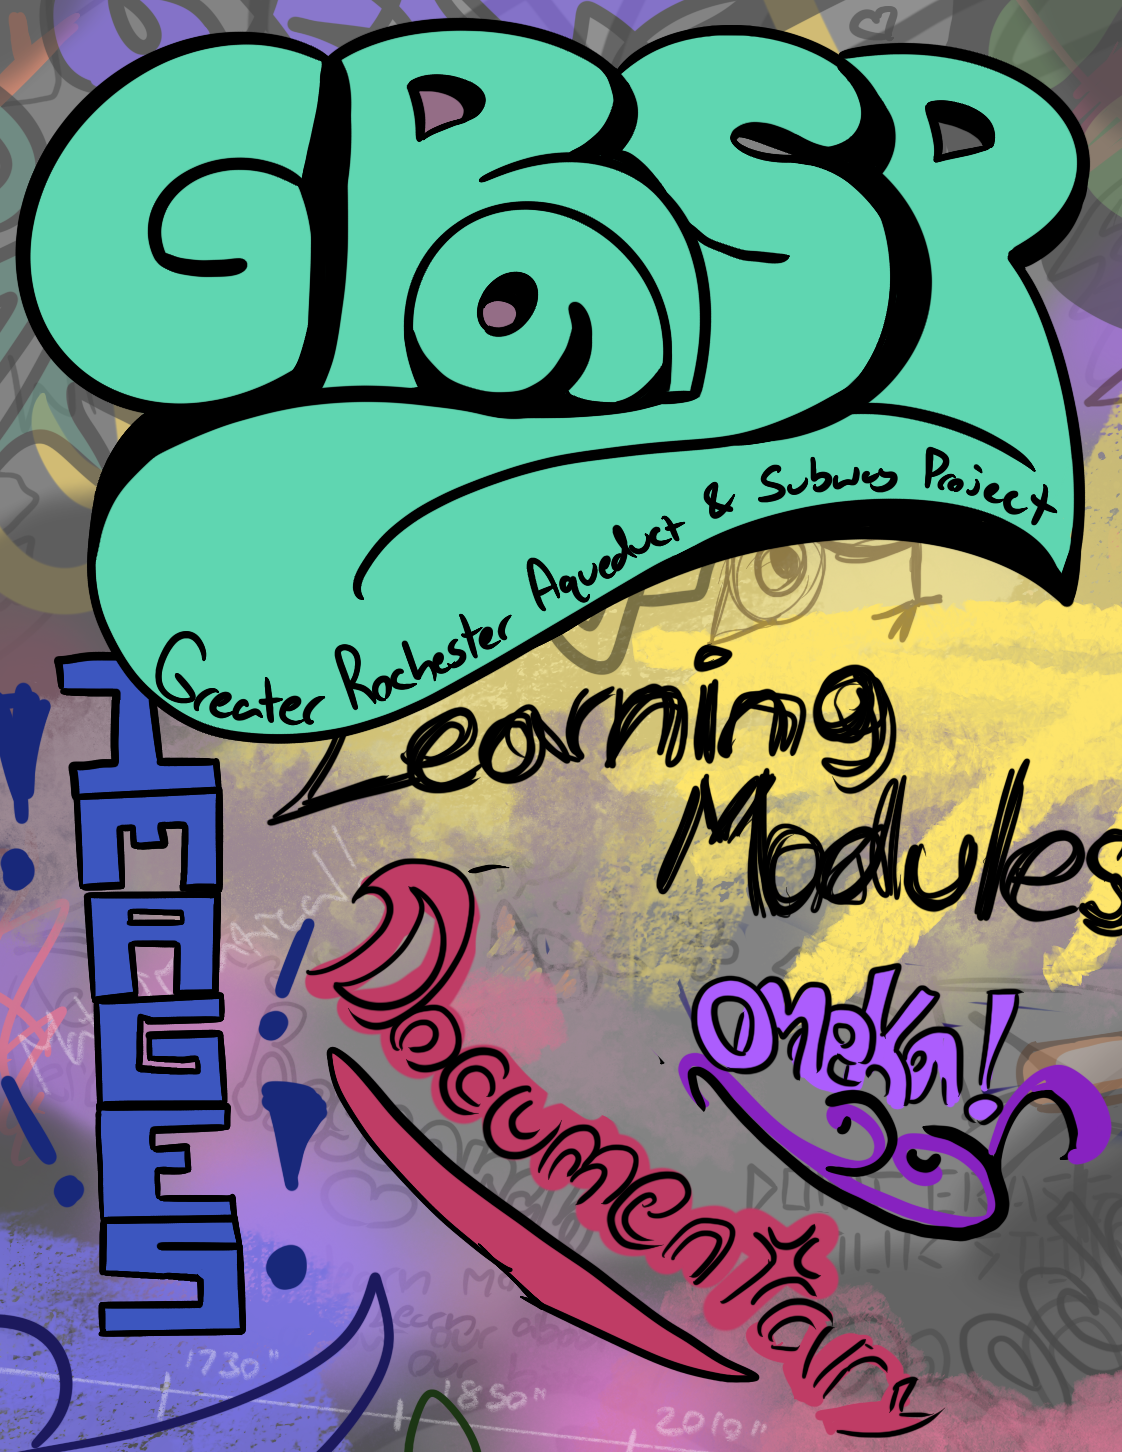 GRASP
Greater Rochester Aqueduct & Subway Project
Learning
Modules
IMAGES
Documentary
Omeka!
1730"
1850"
2010"